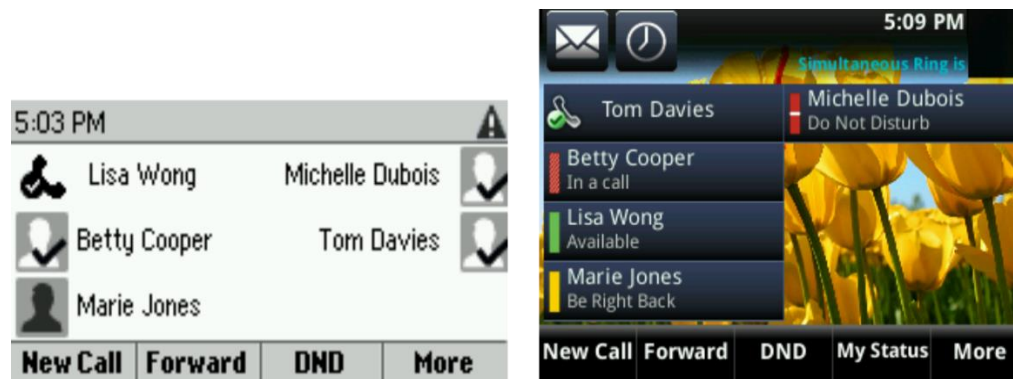 5:03 PM
Lisa Wong
Michelle Dubois
Betty Cooper
Tom Davies
Marie Jones
New Call
Forward
DND
More
5:09 PM
Simultaneous Ring is
Tom Davies
Michelle Dubois
Do Not Disturb
Betty Cooper
In a call
Lisa Wong
Available
Marie Jones
Be Right Back
New Call
Forward
DND
My Status
More